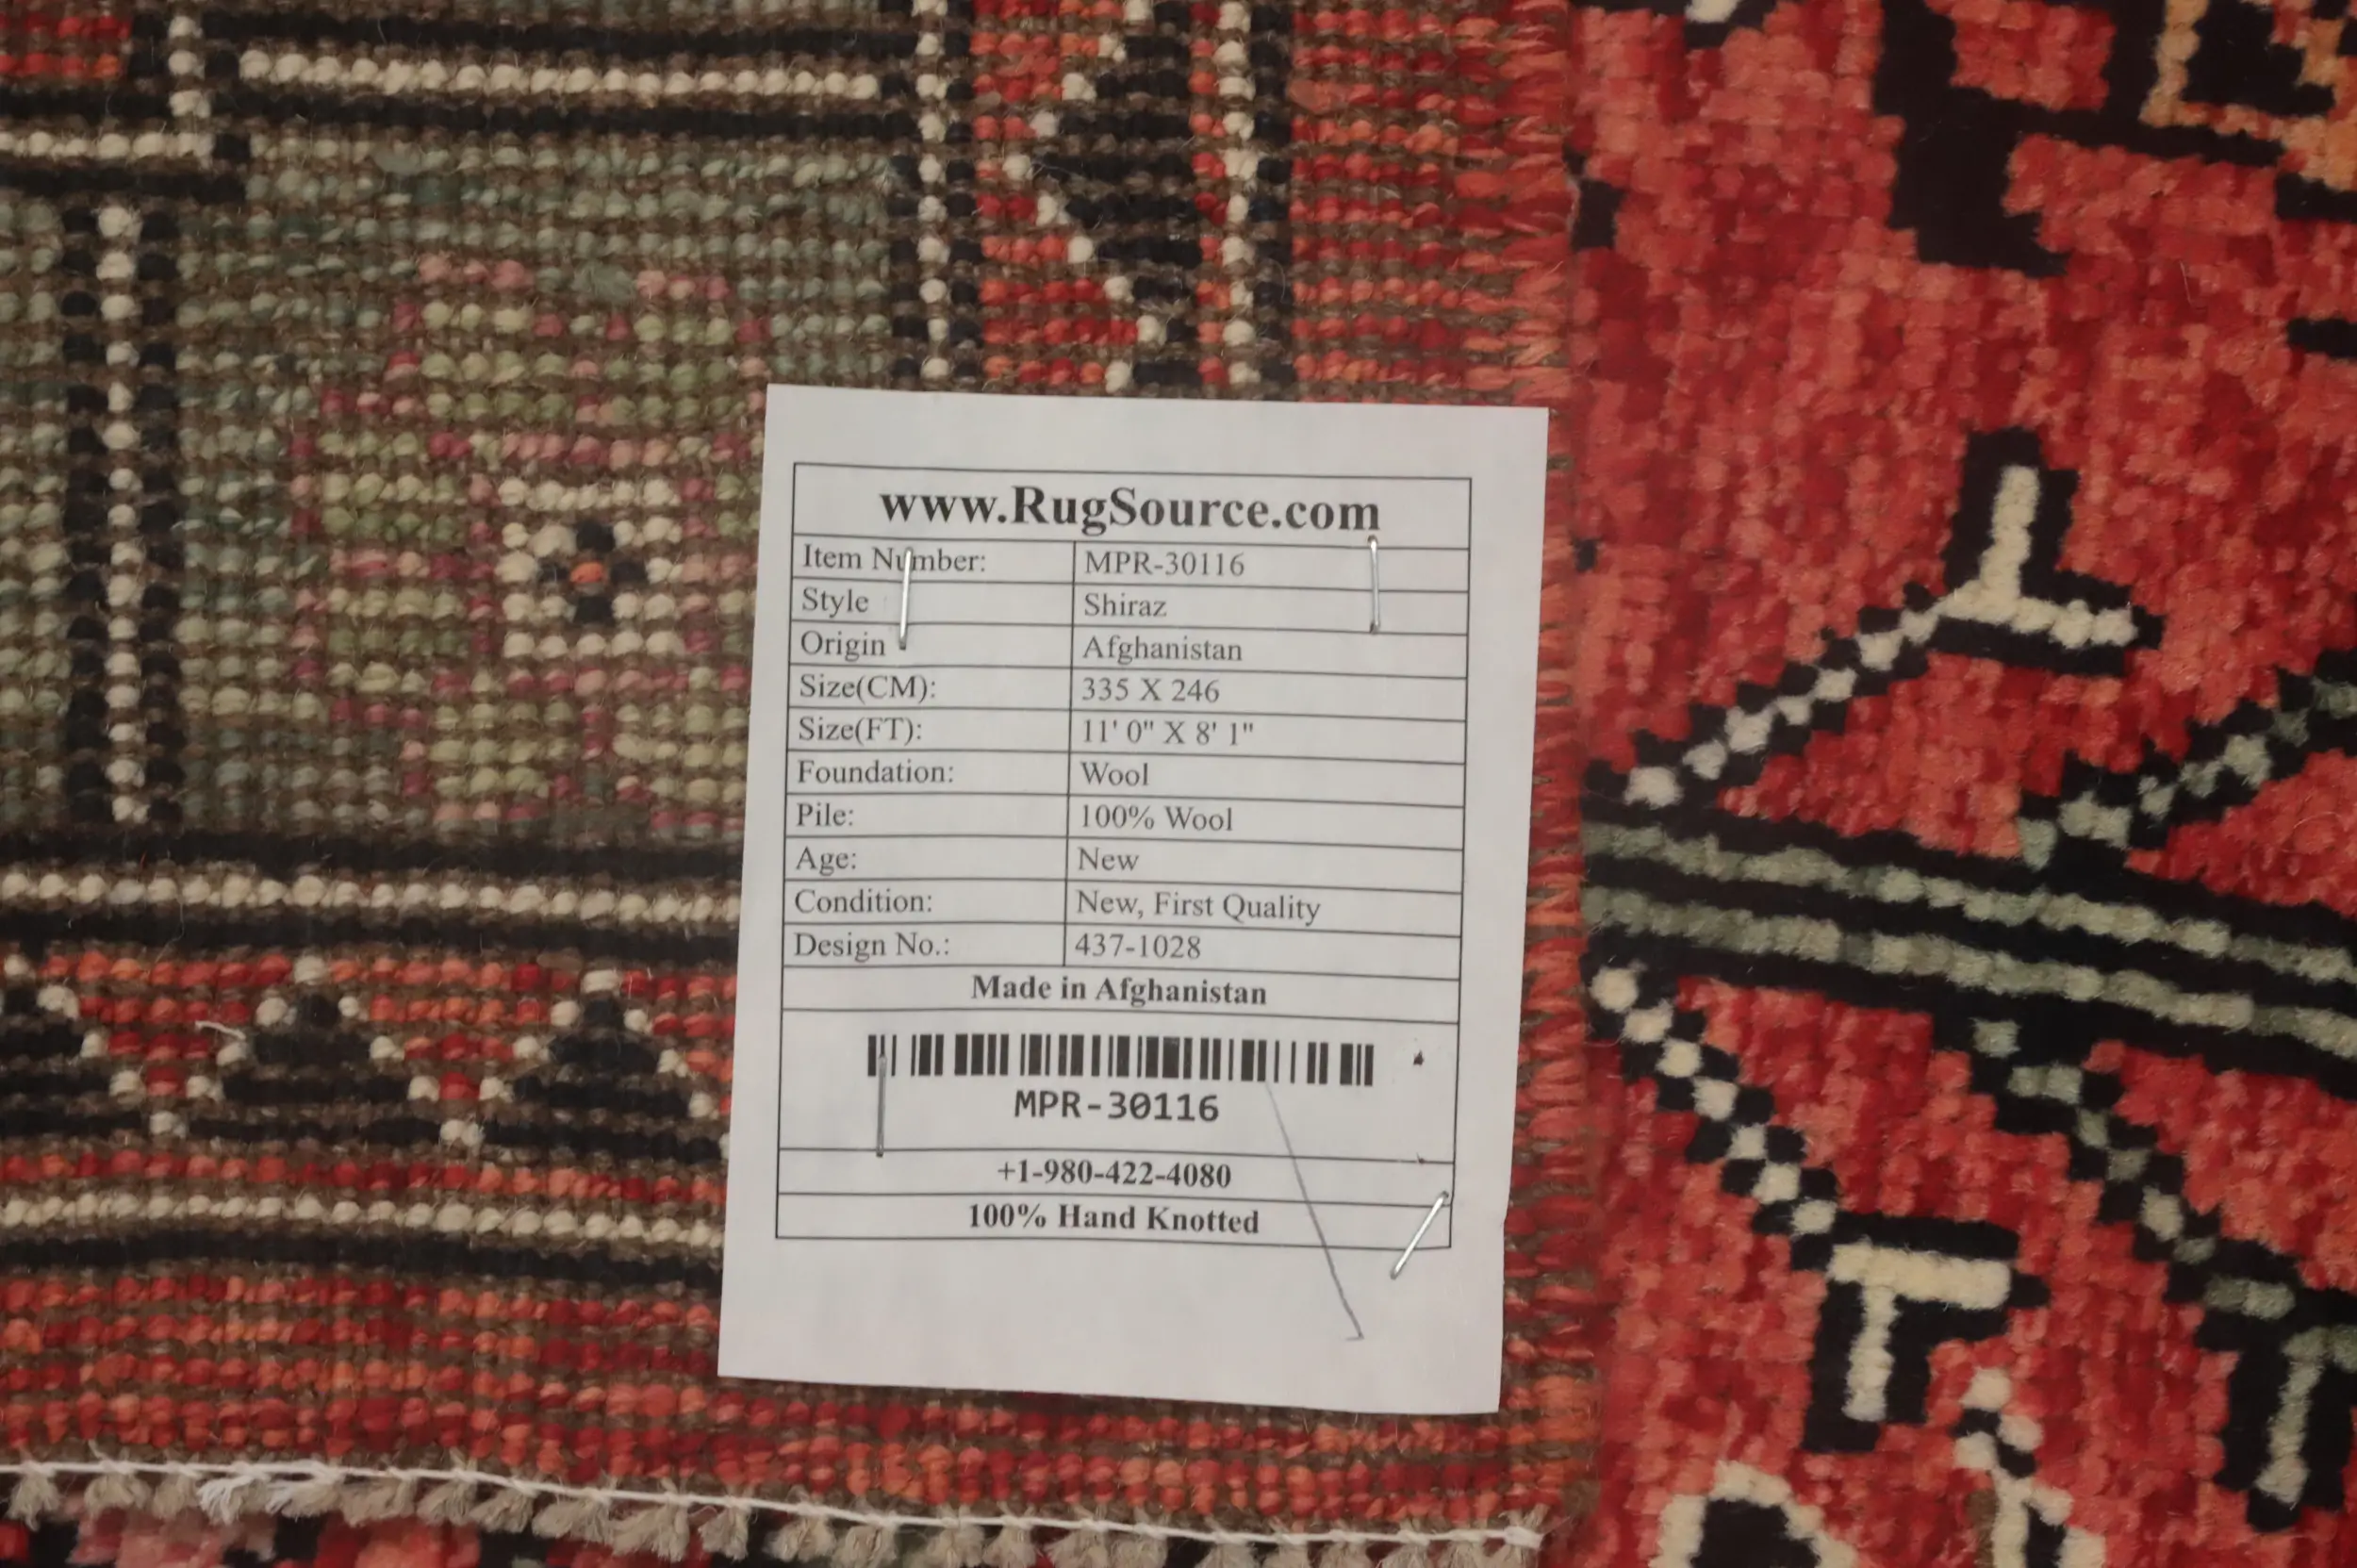 www.RugSource.com
Item Number: MPR-30116
Style Shiraz
Origin Afghanistan
Size(CM): 335 X 246
Size(FT): 11' 0" X 8' 1"
Foundation: Wool
Pile: 100% Wool
Age: New
Condition: New, First Quality
Design No.: 437-1028
Made in Afghanistan
MPR-30116
+1-980-422-4080
100% Hand Knotted